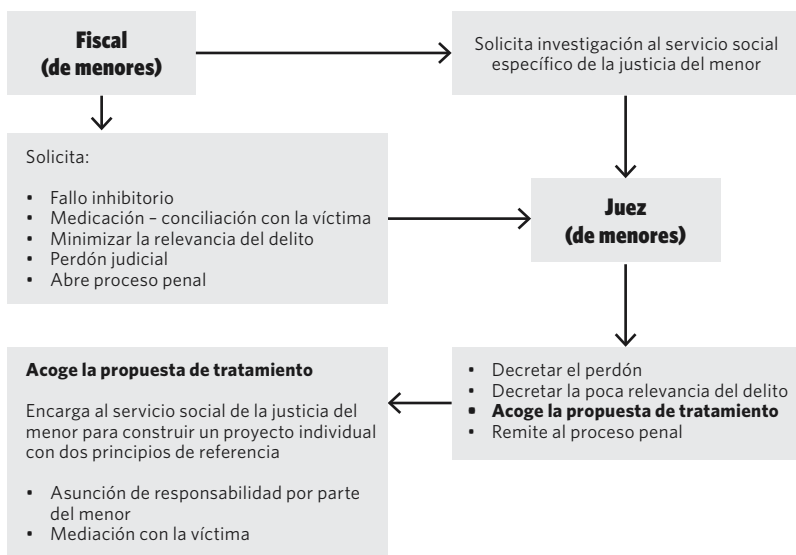 Fiscal
(de menores)
Solicita investigación al servicio social
específico de la justicia del menor
Solicita:
• Fallo inhibitorio
• Medicación – conciliación con la víctima
• Minimizar la relevancia del delito
• Perdón judicial
• Abre proceso penal
Juez
(de menores)
Acoge la propuesta de tratamiento
Encarga al servicio social de la justicia del
menor para construir un proyecto individual
con dos principios de referencia
• Asunción de responsabilidad por parte
del menor
• Mediación con la víctima
• Decretar el perdón
• Decretar la poca relevancia del delito
• Acoge la propuesta de tratamiento
• Remite al proceso penal